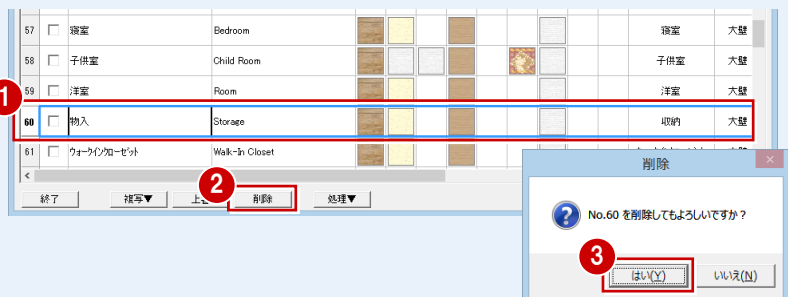 57 寝室 Bedroom 寝室 大壁
58 子供室 Child Room 子供室 大壁
59 洋室 Room 洋室 大壁
1
60 物入 Storage 収納 大壁
61 ウォークインクローゼット Walk-in Closet
2
終了 複写▼ 削除 処理▼
削除
No.60 を削除してもよろしいですか？
3
はい(Y) いいえ(N)